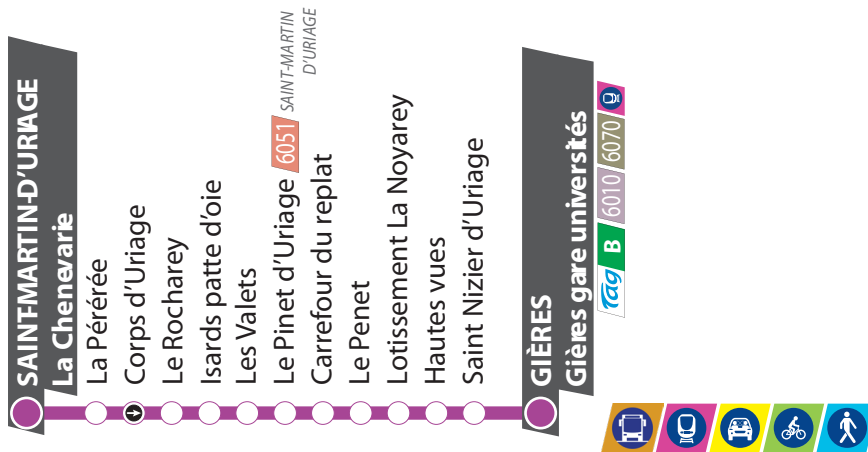 SAINT-MARTIN-D'URIAGE
La Chenevarie
La Pérérée
Corps d'Uriage
Le Rocharey
Isards patte d'oie
Les Valets
Le Pinet d'Uriage 6051 SAINT-MARTIN
D'URIAGE
Carrefour du replat
Le Penet
Lotissement La Noyarey
Hautes vues
Saint Nizier d'Uriage
GIÈRES
Gières gare universités
Tag B 6010 6070